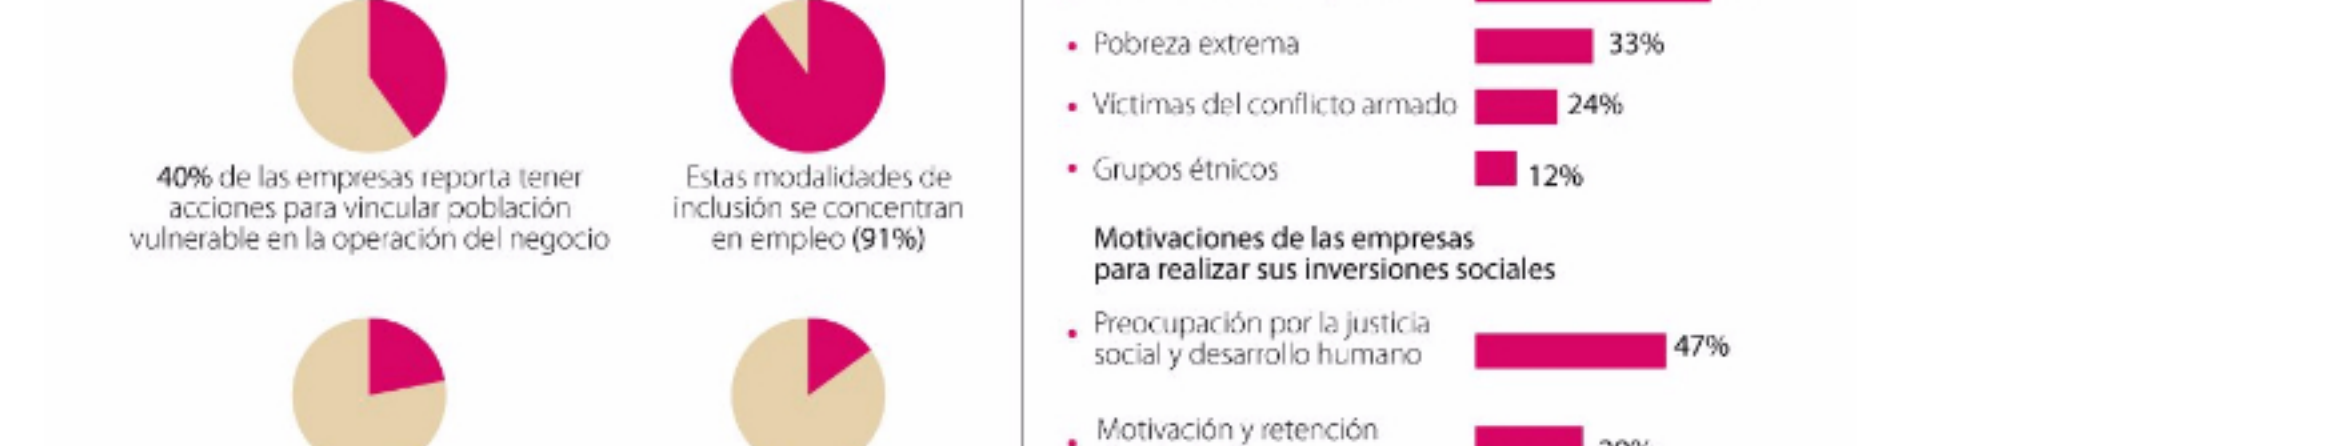 40% de las empresas reporta tener
acciones para vincular población
vulnerable en la operación del negocio
Estas modalidades de
inclusión se concentran
en empleo (91%)
• Pobreza extrema 33%
• Víctimas del conflicto armado 24%
• Grupos étnicos 12%
Motivaciones de las empresas
para realizar sus inversiones sociales
• Preocupación por la justicia
social y desarrollo humano 47%
• Motivación y retención